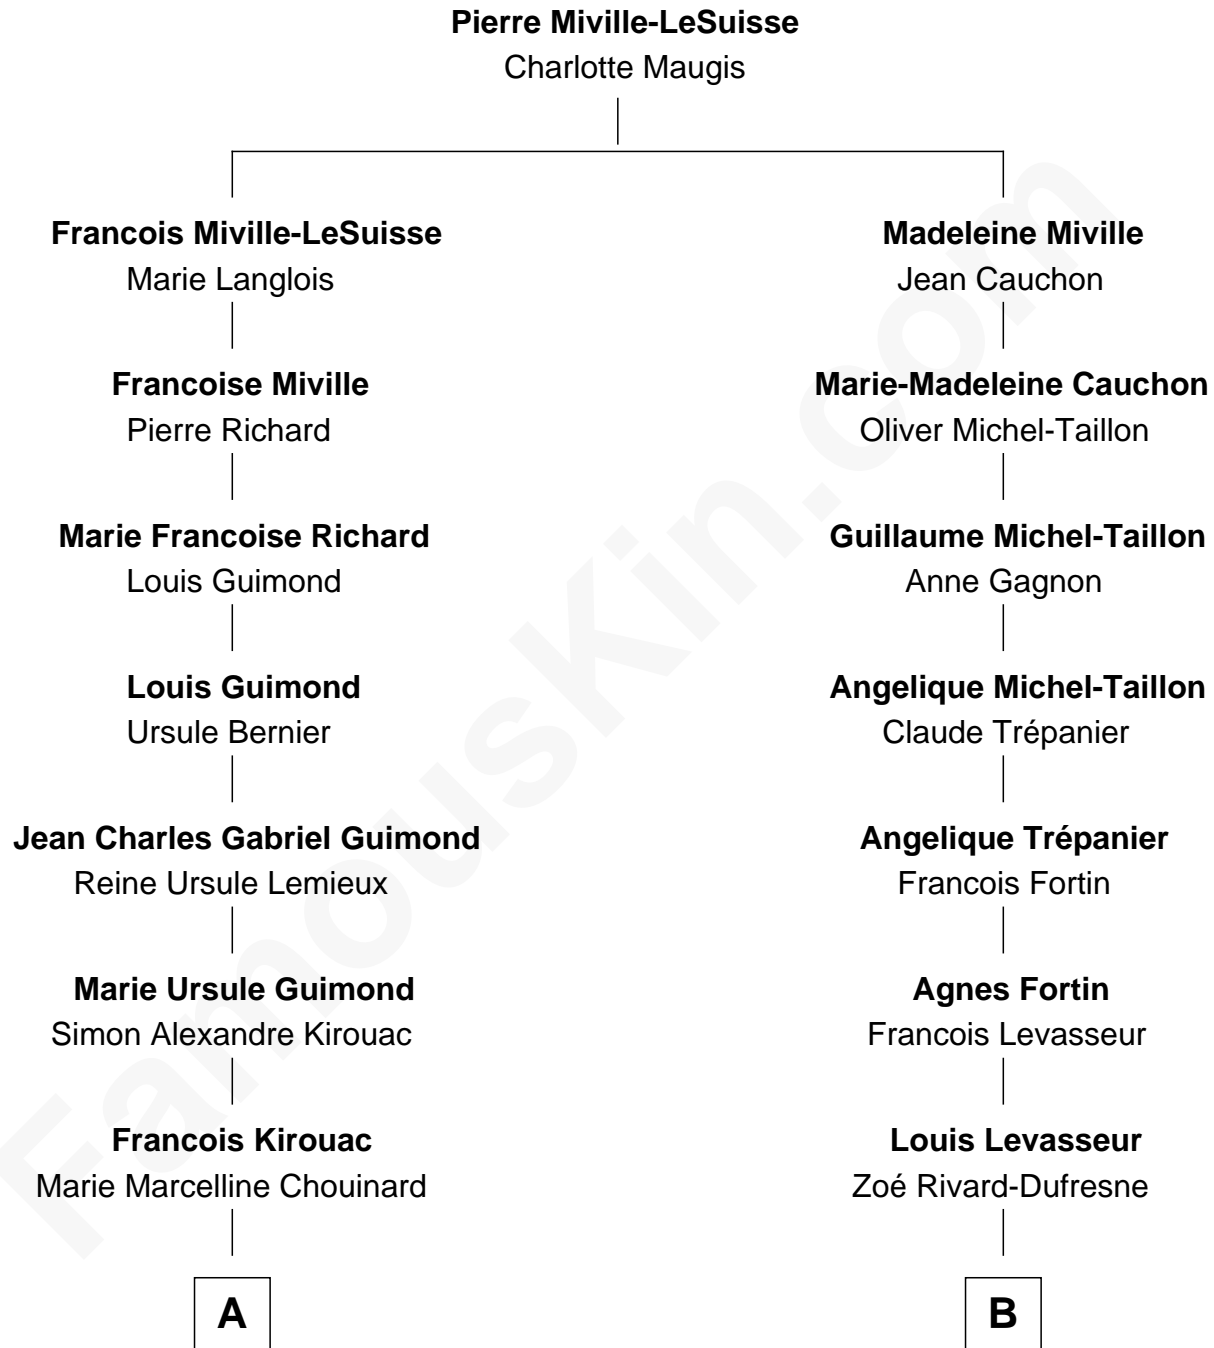 Pierre Miville-LeSuisse
Charlotte Maugis
Francois Miville-LeSuisse
Marie Langlois
Francoise Miville
Pierre Richard
Marie Francoise Richard
Louis Guimond
Louis Guimond
Ursule Bernier
Jean Charles Gabriel Guimond
Reine Ursule Lemieux
Marie Ursule Guimond
Simon Alexandre Kirouac
Francois Kirouac
Marie Marcelline Chouinard
A
Madeleine Miville
Jean Cauchon
Marie-Madeleine Cauchon
Oliver Michel-Taillon
Guillaume Michel-Taillon
Anne Gagnon
Angelique Michel-Taillon
Claude Trépanier
Angelique Trépanier
Francois Fortin
Agnes Fortin
Francois Levasseur
Louis Levasseur
Zoé Rivard-Dufresne
B
FamousKin.com